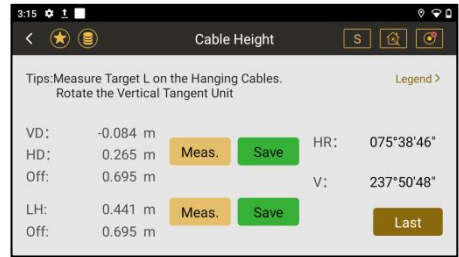 3:15
< Cable Height S
Tips:Measure Target L on the Hanging Cables. Legend >
Rotate the Vertical Tangent Unit
VD: -0.084 m
HD: 0.265 m Meas. Save HR: 075°38'46"
Off: 0.695 m V: 237°50'48"
LH: 0.441 m Meas. Save Last
Off: 0.695 m